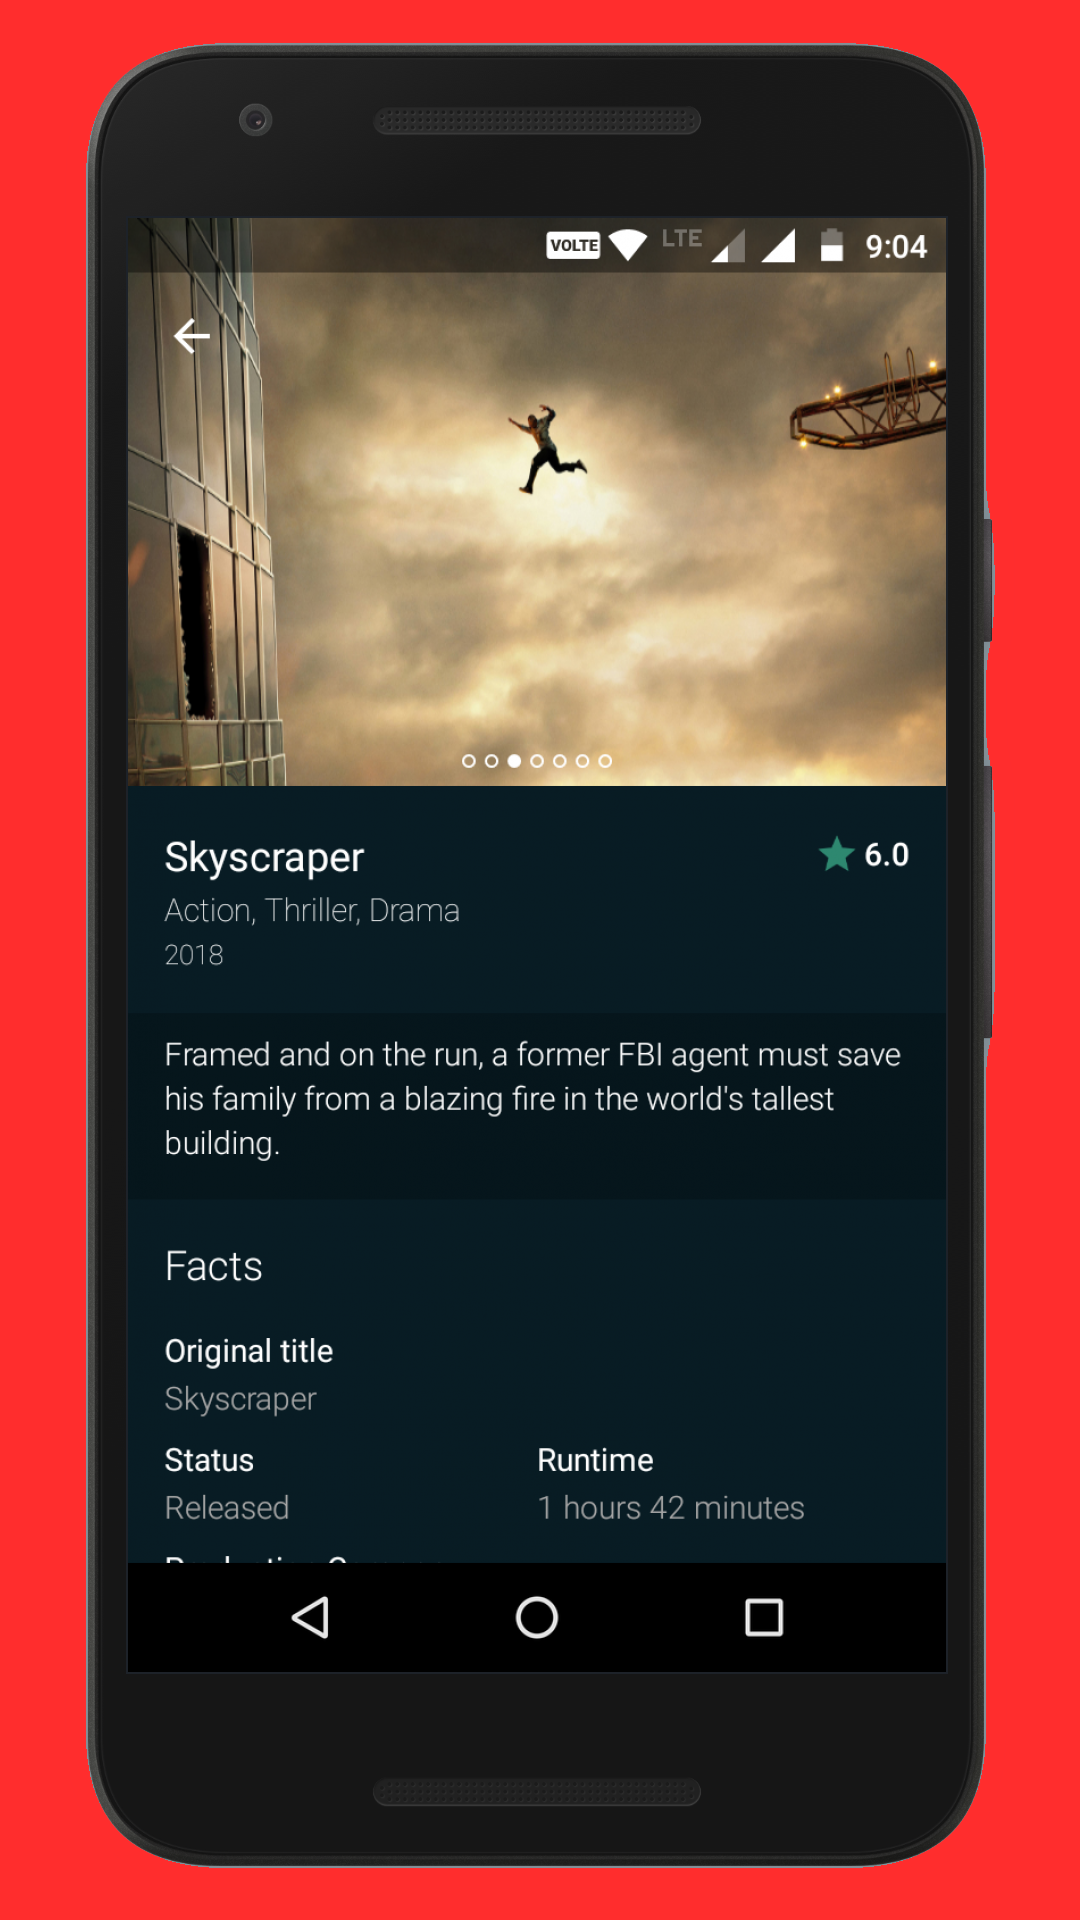 VOLTE LTE 9:04
Skyscraper
6.0
Action, Thriller, Drama
2018
Framed and on the run, a former FBI agent must save
his family from a blazing fire in the world's tallest
building.
Facts
Original title
Skyscraper
Status
Runtime
Released
1 hours 42 minutes